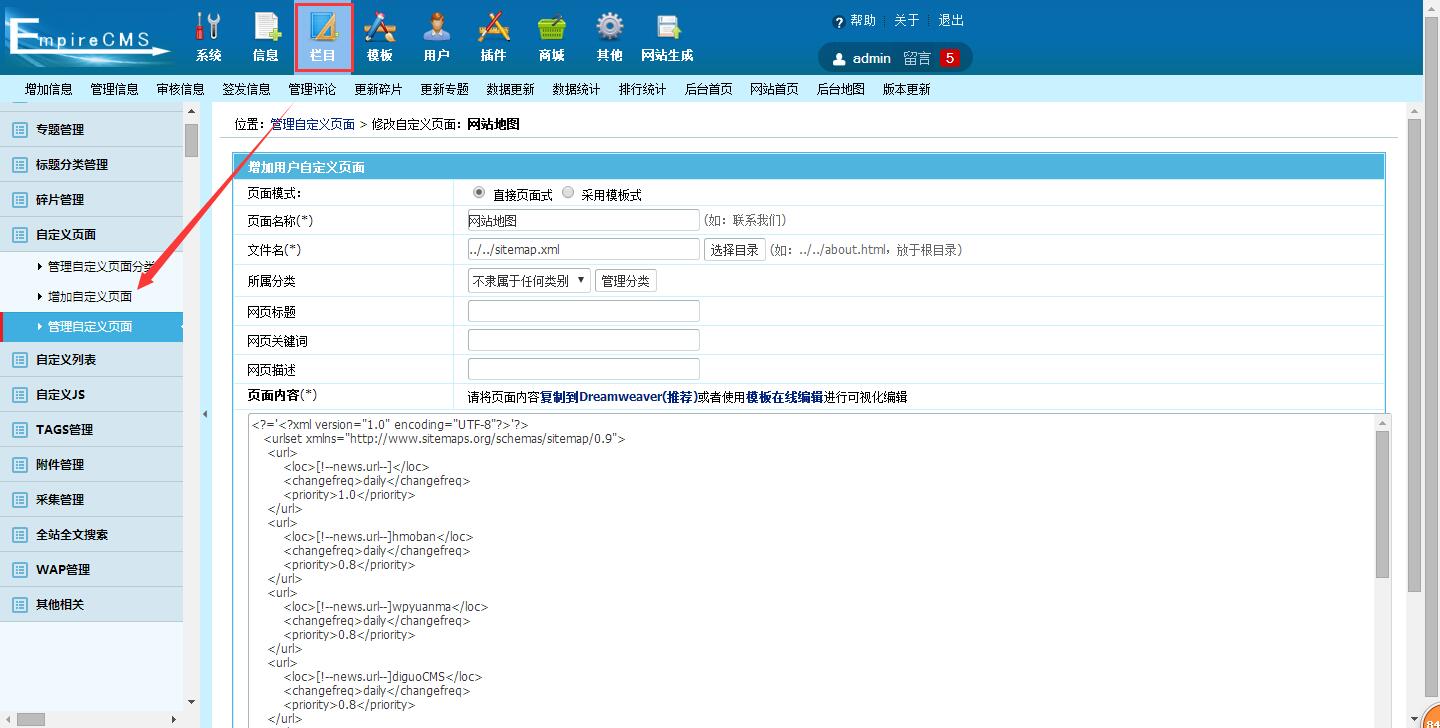 EmpireCMS
系统 信息 栏目 模板 用户 插件 商城 其他 网站生成
帮助 关于 退出
admin 留言 5
增加信息 管理信息 审核信息 签发信息 管理评论 更新碎片 更新专题 数据更新 数据统计 排行统计 后台首页 网站首页 后台地图 版本更新
专题管理
标题分类管理
碎片管理
自定义页面
管理自定义页面分类
增加自定义页面
管理自定义页面
自定义列表
自定义JS
TAGS管理
附件管理
采集管理
全站全文搜索
WAP管理
其他相关
位置：管理自定义页面 > 修改自定义页面：网站地图
增加用户自定义页面
页面模式： 直接页面式 采用模板式
页面名称(*) 网站地图 (如：联系我们)
文件名(*) ../../sitemap.xml 选择目录 (如：../../about.html，放于根目录)
所属分类 不隶属于任何类别 管理分类
网页标题
网页关键词
网页描述
页面内容(*) 请将页面内容复制到Dreamweaver(推荐)或者使用模板在线编辑进行可视化编辑
<?='<?xml version="1.0" encoding="UTF-8"?>'?>
<urlset xmlns="http://www.sitemaps.org/schemas/sitemap/0.9">
<url>
<loc>[!--news.url--]</loc>
<changefreq>daily</changefreq>
<priority>1.0</priority>
</url>
<url>
<loc>[!--news.url--]hmoban</loc>
<changefreq>daily</changefreq>
<priority>0.8</priority>
</url>
<url>
<loc>[!--news.url--]wpyuanma</loc>
<changefreq>daily</changefreq>
<priority>0.8</priority>
</url>
<url>
<loc>[!--news.url--]diguoCMS</loc>
<changefreq>daily</changefreq>
<priority>0.8</priority>
</url>
84